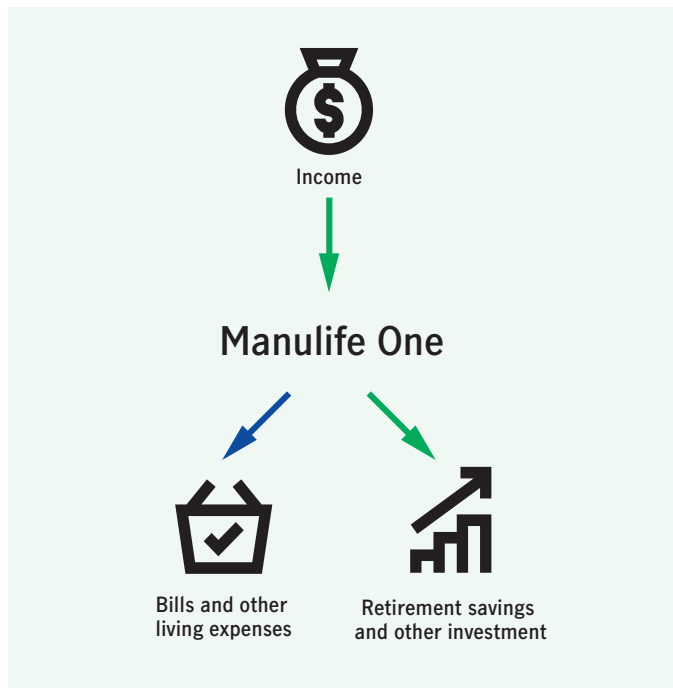 $
Income
Manulife One
Bills and other
living expenses
Retirement savings
and other investment